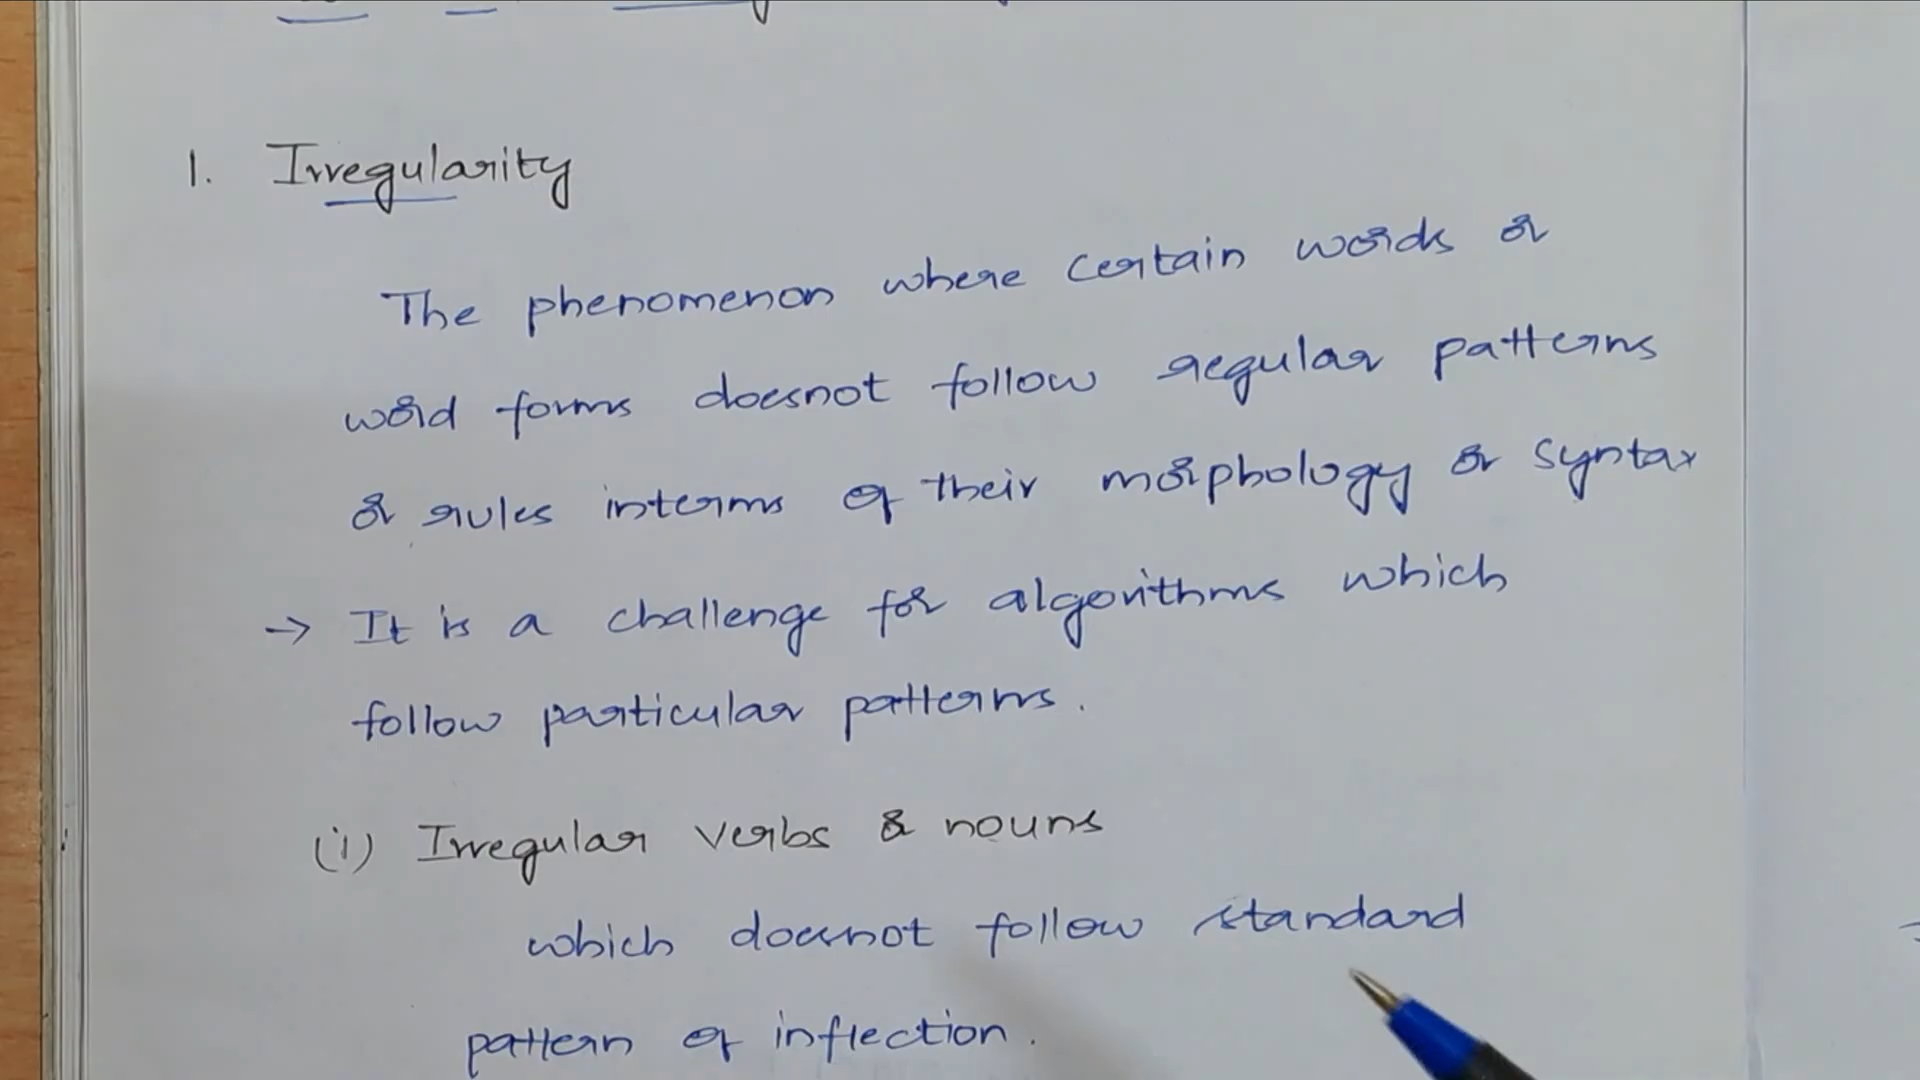 1. Irregularity
The phenomenon where certain words or
word forms doesnot follow regular patterns
or rules interms of their morphology or syntax
→ It is a challenge for algorithms which
follow particular patterns.
(i) Irregular verbs & nouns
which doesnot follow standard
pattern of inflection.